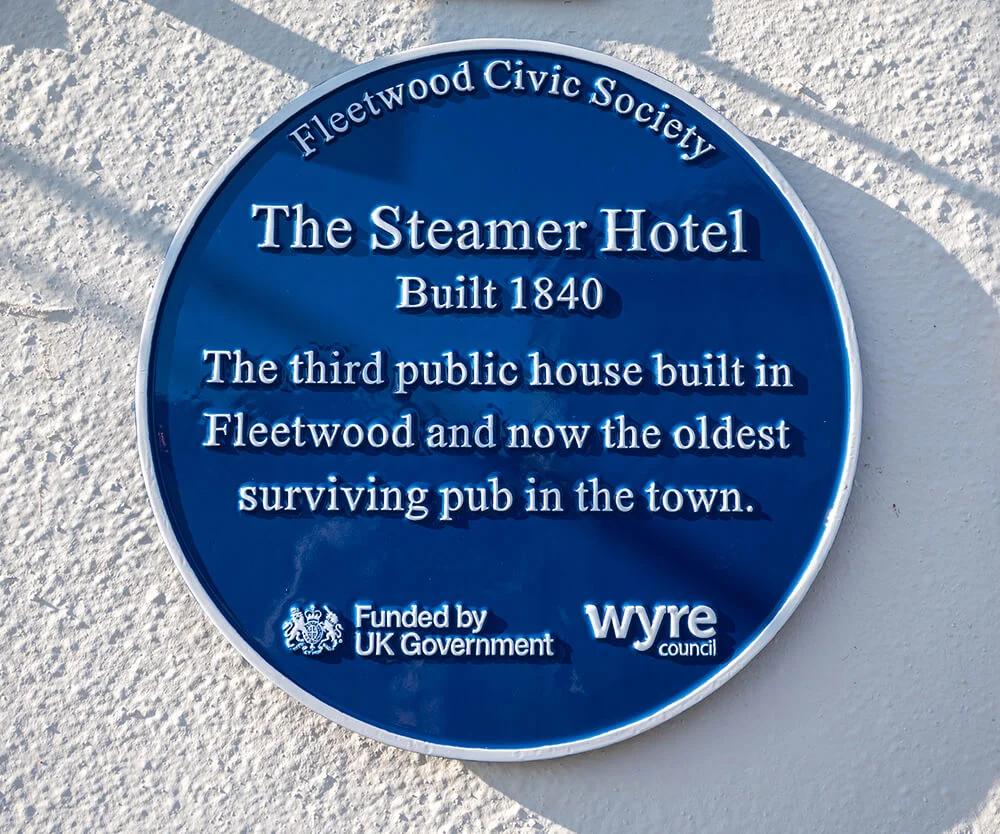 Fleetwood Civic Society
The Steamer Hotel
Built 1840
The third public house built in
Fleetwood and now the oldest
surviving pub in the town.
Funded by
UK Government
wyre
council